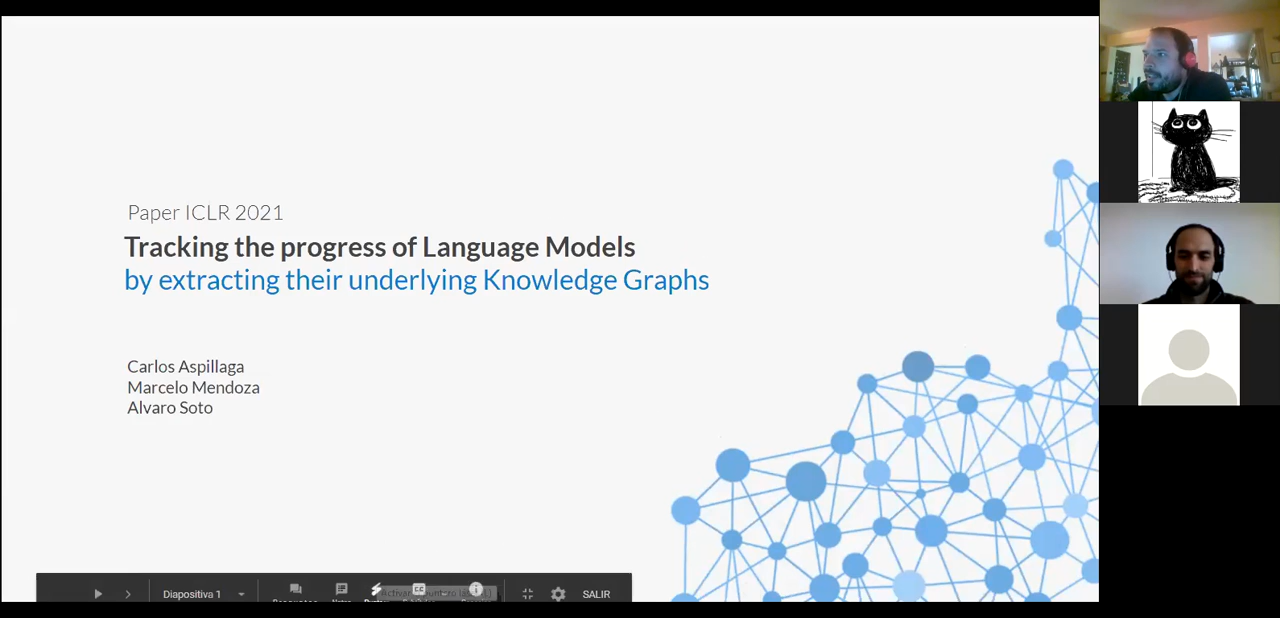 Paper ICLR 2021
Tracking the progress of Language Models
by extracting their underlying Knowledge Graphs
Carlos Aspillaga
Marcelo Mendoza
Alvaro Soto
Diapositiva 1
SALIR